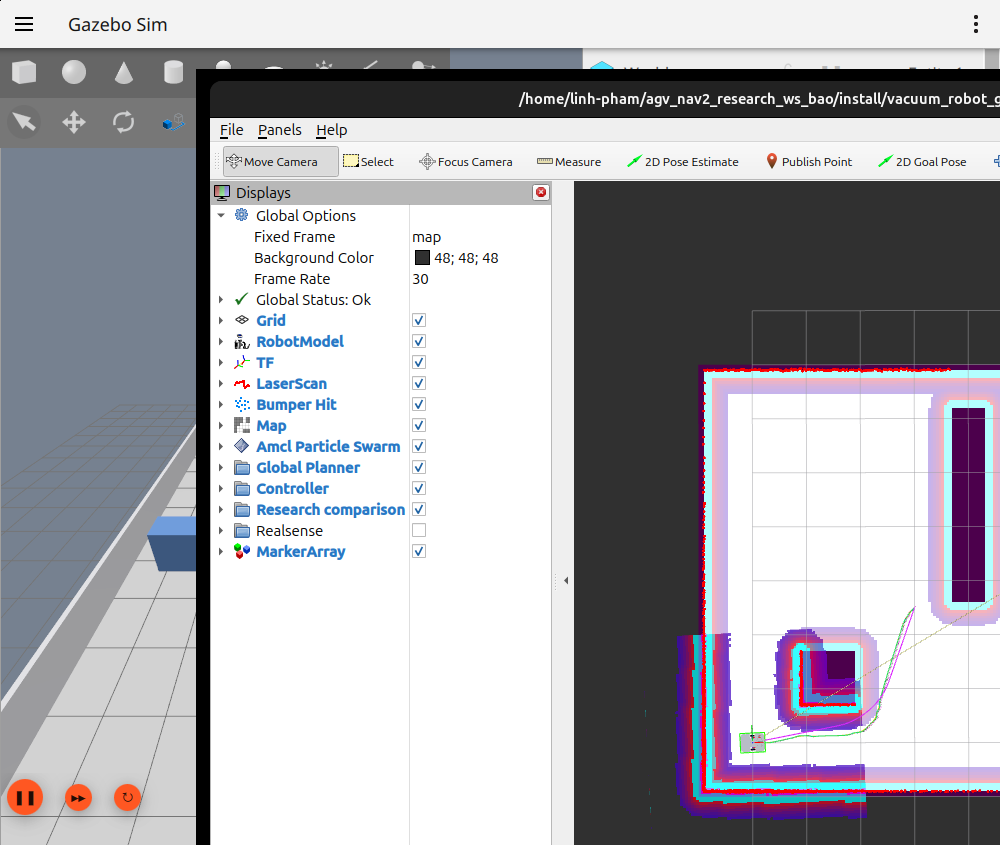 Gazebo Sim
/home/linh-pham/agv_nav2_research_ws_bao/install/vacuum_robot_g
File Panels Help
Move Camera Select Focus Camera Measure 2D Pose Estimate Publish Point 2D Goal Pose
Displays
Global Options
Fixed Frame map
Background Color 48; 48; 48
Frame Rate 30
Global Status: Ok
Grid
RobotModel
TF
LaserScan
Bumper Hit
Map
Amcl Particle Swarm
Global Planner
Controller
Research comparison
Realsense
MarkerArray